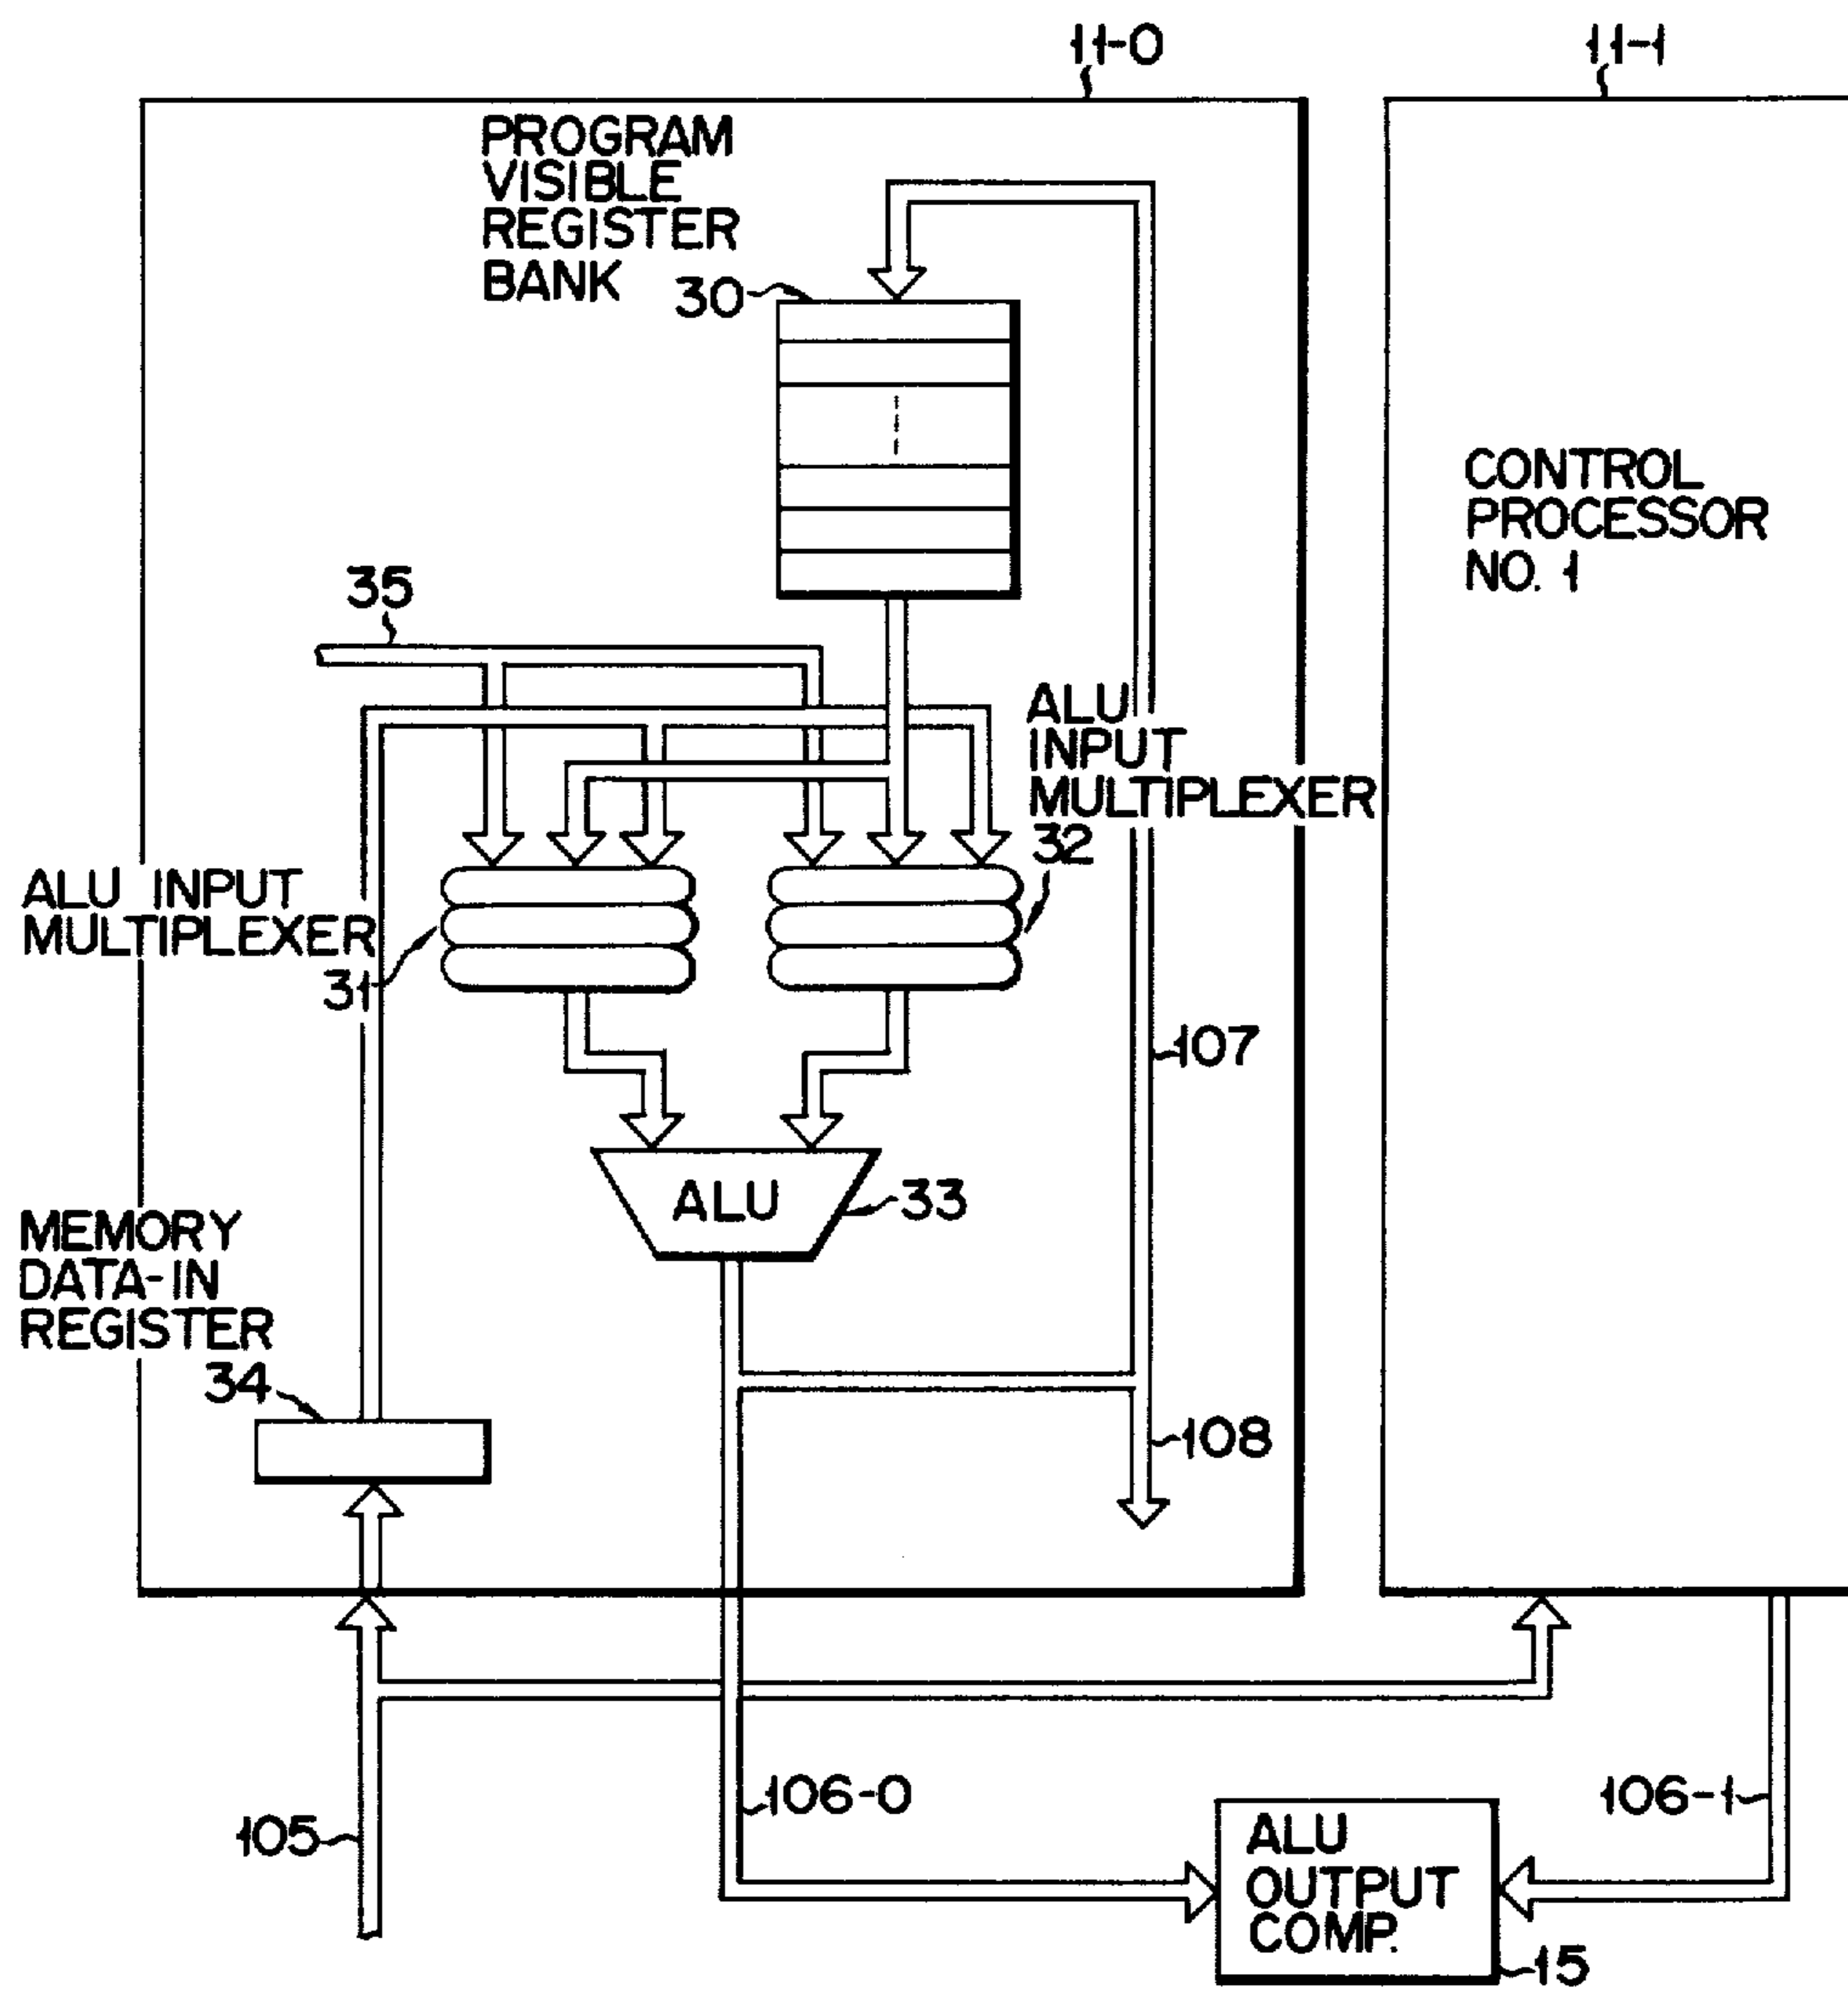 11-0
11-1
PROGRAM
VISIBLE
REGISTER
BANK
30
CONTROL
PROCESSOR
NO. 1
35
ALU
INPUT
MULTIPLEXER
32
ALU INPUT
MULTIPLEXER
31
107
ALU
33
MEMORY
DATA-IN
REGISTER
34
108
105
106-0
106-1
ALU
OUTPUT
COMP.
15